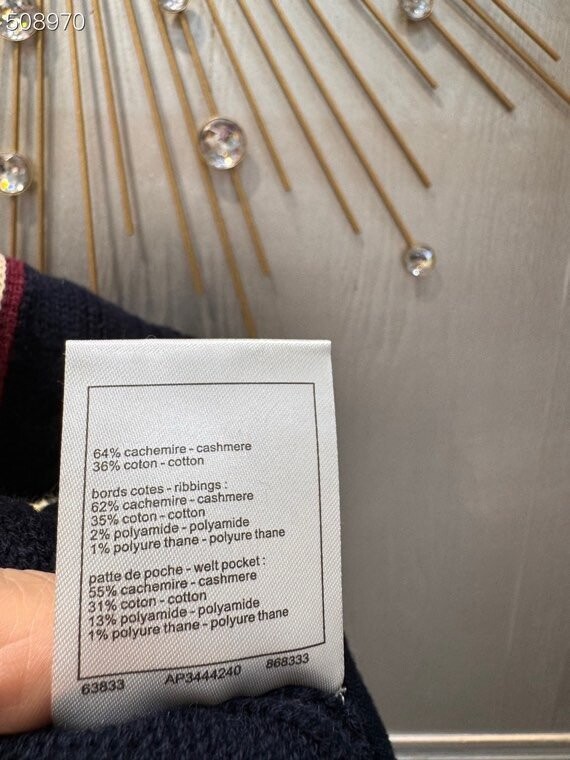 508970
64% cachemire - cashmere
36% coton - cotton
bords cotes - ribbings :
62% cachemire - cashmere
35% coton - cotton
2% polyamide - polyamide
1% polyure thane - polyure thane
patte de poche - welt pocket :
55% cachemire - cashmere
31% coton - cotton
13% polyamide - polyamide
1% polyure thane - polyure thane
63833 AP3444240 868333